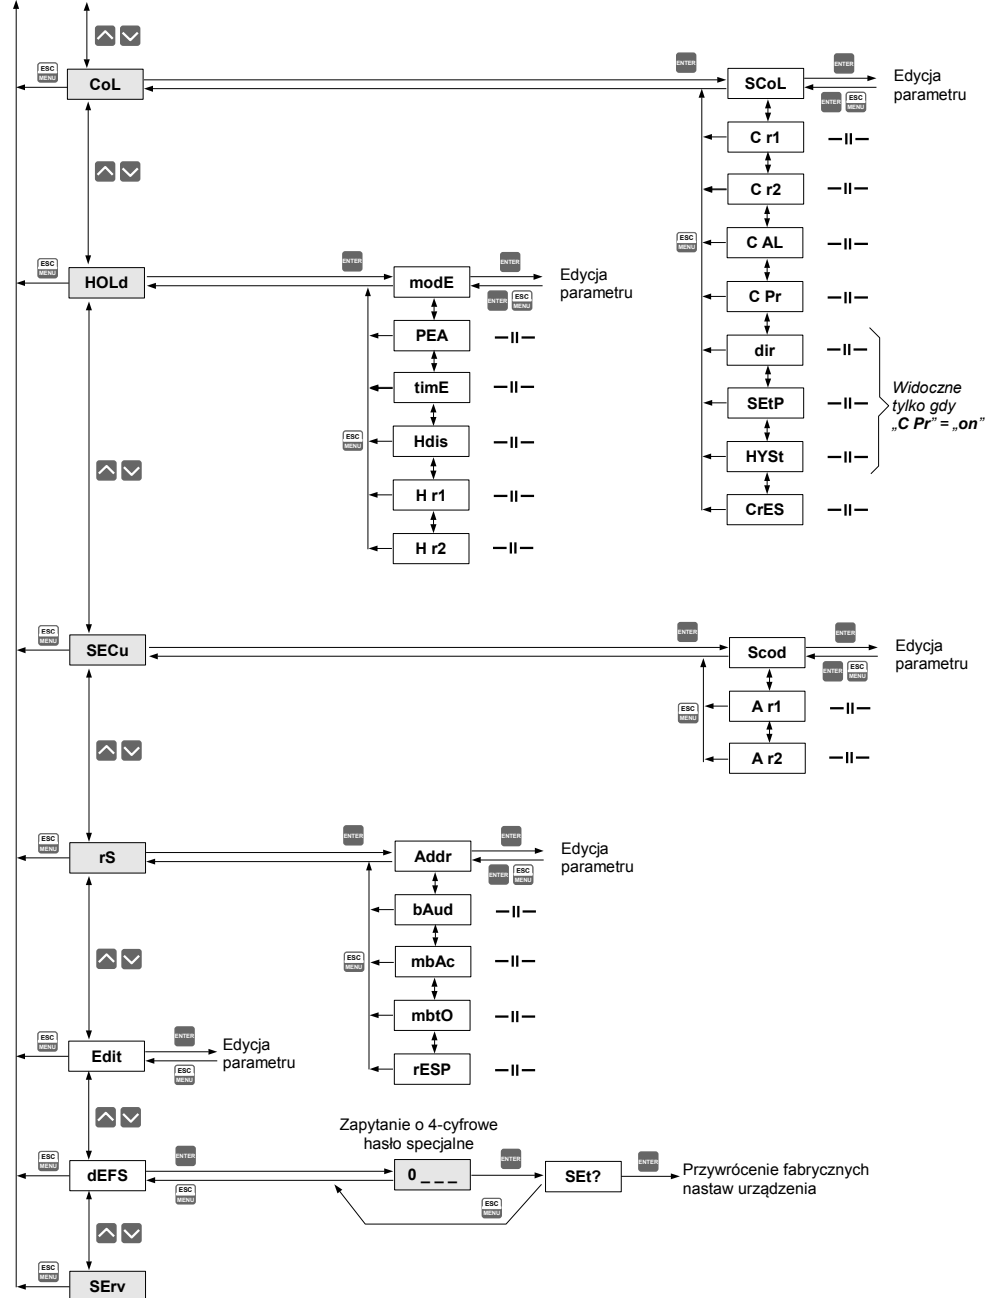 ESC
MENU
CoL
ENTER
SCoL
ENTER
ENTER
ESC
MENU
Edycja
parametru
C r1
–II–
C r2
–II–
ESC
MENU
C AL
–II–
C Pr
–II–
dir
–II–
SEtP
–II–
HYSt
–II–
Widoczne
tylko gdy
„C Pr” = „on”
CrES
–II–
ESC
MENU
HOLd
ENTER
modE
ENTER
ENTER
ESC
MENU
Edycja
parametru
PEA
–II–
timE
–II–
ESC
MENU
Hdis
–II–
H r1
–II–
H r2
–II–
ESC
MENU
SECu
ENTER
Scod
ENTER
ENTER
ESC
MENU
Edycja
parametru
ESC
MENU
A r1
–II–
A r2
–II–
ESC
MENU
rS
ENTER
Addr
ENTER
ENTER
ESC
MENU
Edycja
parametru
bAud
–II–
ESC
MENU
mbAc
–II–
mbtO
–II–
rESP
–II–
ESC
MENU
Edit
ENTER
ESC
MENU
Edycja
parametru
Zapytanie o 4-cyfrowe
hasło specjalne
ESC
MENU
dEFS
ENTER
ESC
MENU
0 _ _ _
ENTER
ESC
MENU
SEt?
ENTER
Przywrócenie fabrycznych
nastaw urządzenia
ESC
MENU
SErv